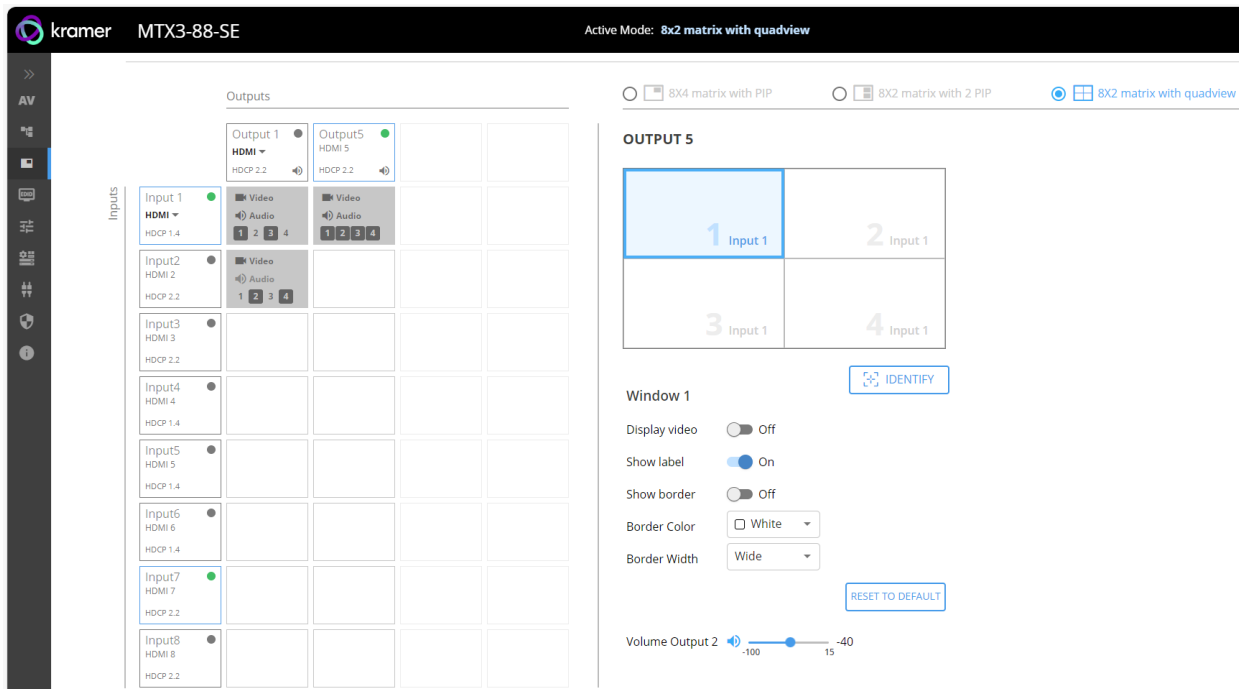 kramer MTX3-88-SE Active Mode: 8x2 matrix with quadview
AV
EDID
Outputs
Inputs
Output 1
HDMI
HDCP 2.2
Output5
HDMI 5
HDCP 2.2
Input 1
HDMI
HDCP 1.4
Video
Audio
1 2 3 4
Video
Audio
1 2 3 4
Input2
HDMI 2
HDCP 2.2
Video
Audio
1 2 3 4
Input3
HDMI 3
HDCP 2.2
Input4
HDMI 4
HDCP 1.4
Input5
HDMI 5
HDCP 1.4
Input6
HDMI 6
HDCP 1.4
Input7
HDMI 7
HDCP 2.2
Input8
HDMI 8
HDCP 2.2
8X4 matrix with PIP 8X2 matrix with 2 PIP 8X2 matrix with quadview
OUTPUT 5
1 Input 1 2 Input 1
3 Input 1 4 Input 1
IDENTIFY
Window 1
Display video Off
Show label On
Show border Off
Border Color White
Border Width Wide
RESET TO DEFAULT
Volume Output 2 -40
-100 15